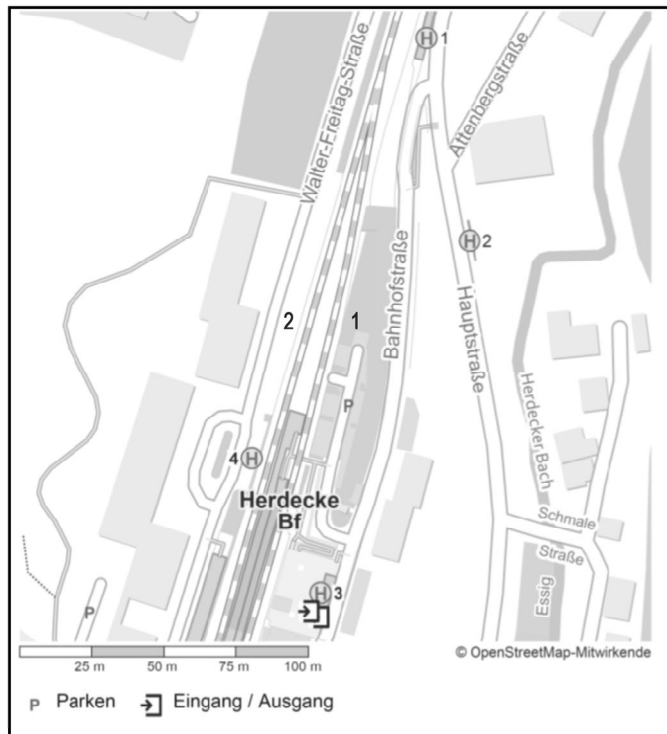 H 1
Walter-Freitag-Straße
Attenbergstraße
H 2
Bahnhofstraße
Hauptstraße
2
1
Herdecker Bach
P
4 H
Herdecke
Bf
Schmale
Straße
Essig
H 3
P
25 m 50 m 75 m 100 m
© OpenStreetMap-Mitwirkende
P Parken Eingang / Ausgang